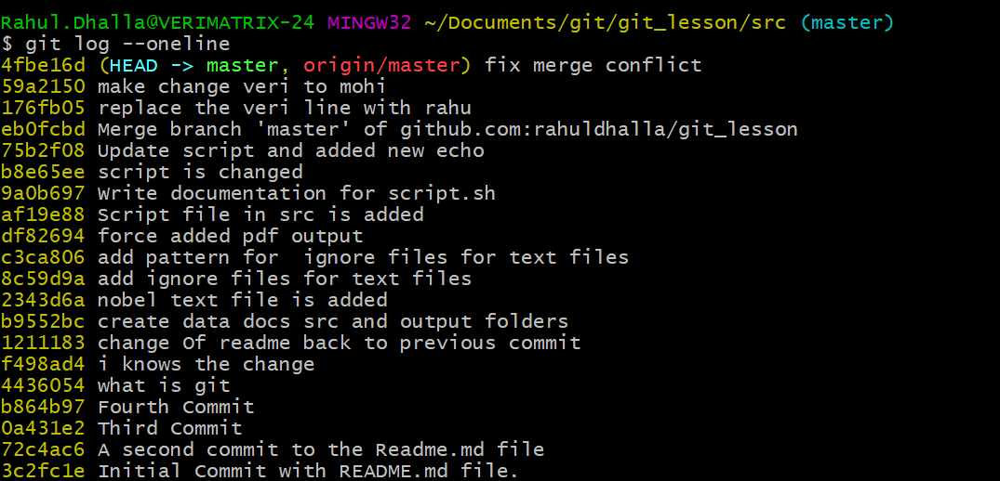 Rahul.Dhalla@VERIMATRIX-24 MINGW32 ~/Documents/git/git_lesson/src (master)
$ git log --oneline
4fbe16d (HEAD -> master, origin/master) fix merge conflict
59a2150 make change veri to mohi
176fb05 replace the veri line with rahu
eb0fcbd Merge branch 'master' of github.com:rahuldhalla/git_lesson
75b2f08 Update script and added new echo
b8e65ee script is changed
9a0b697 Write documentation for script.sh
af19e88 Script file in src is added
df82694 force added pdf output
c3ca806 add pattern for  ignore files for text files
8c59d9a add ignore files for text files
2343d6a nobel text file is added
b9552bc create data docs src and output folders
1211183 change Of readme back to previous commit
f498ad4 i knows the change
4436054 what is git
b864b97 Fourth Commit
0a431e2 Third Commit
72c4ac6 A second commit to the Readme.md file
3c2fc1e Initial Commit with README.md file.